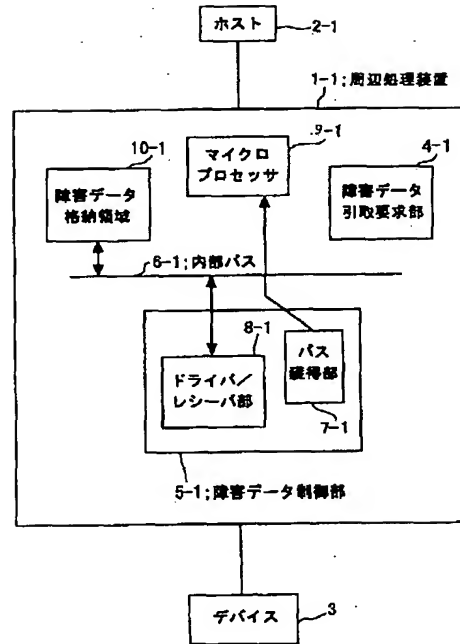 ホスト
2-1
1-1;周辺処理装置
10-1
9-1
4-1
障害データ
格納領域
マイクロ
プロセッサ
障害データ
引取要求部
6-1;内部バス
8-1
ドライバ/
レシーバ部
バス
獲得部
7-1
5-1;障害データ制御部
デバイス
3